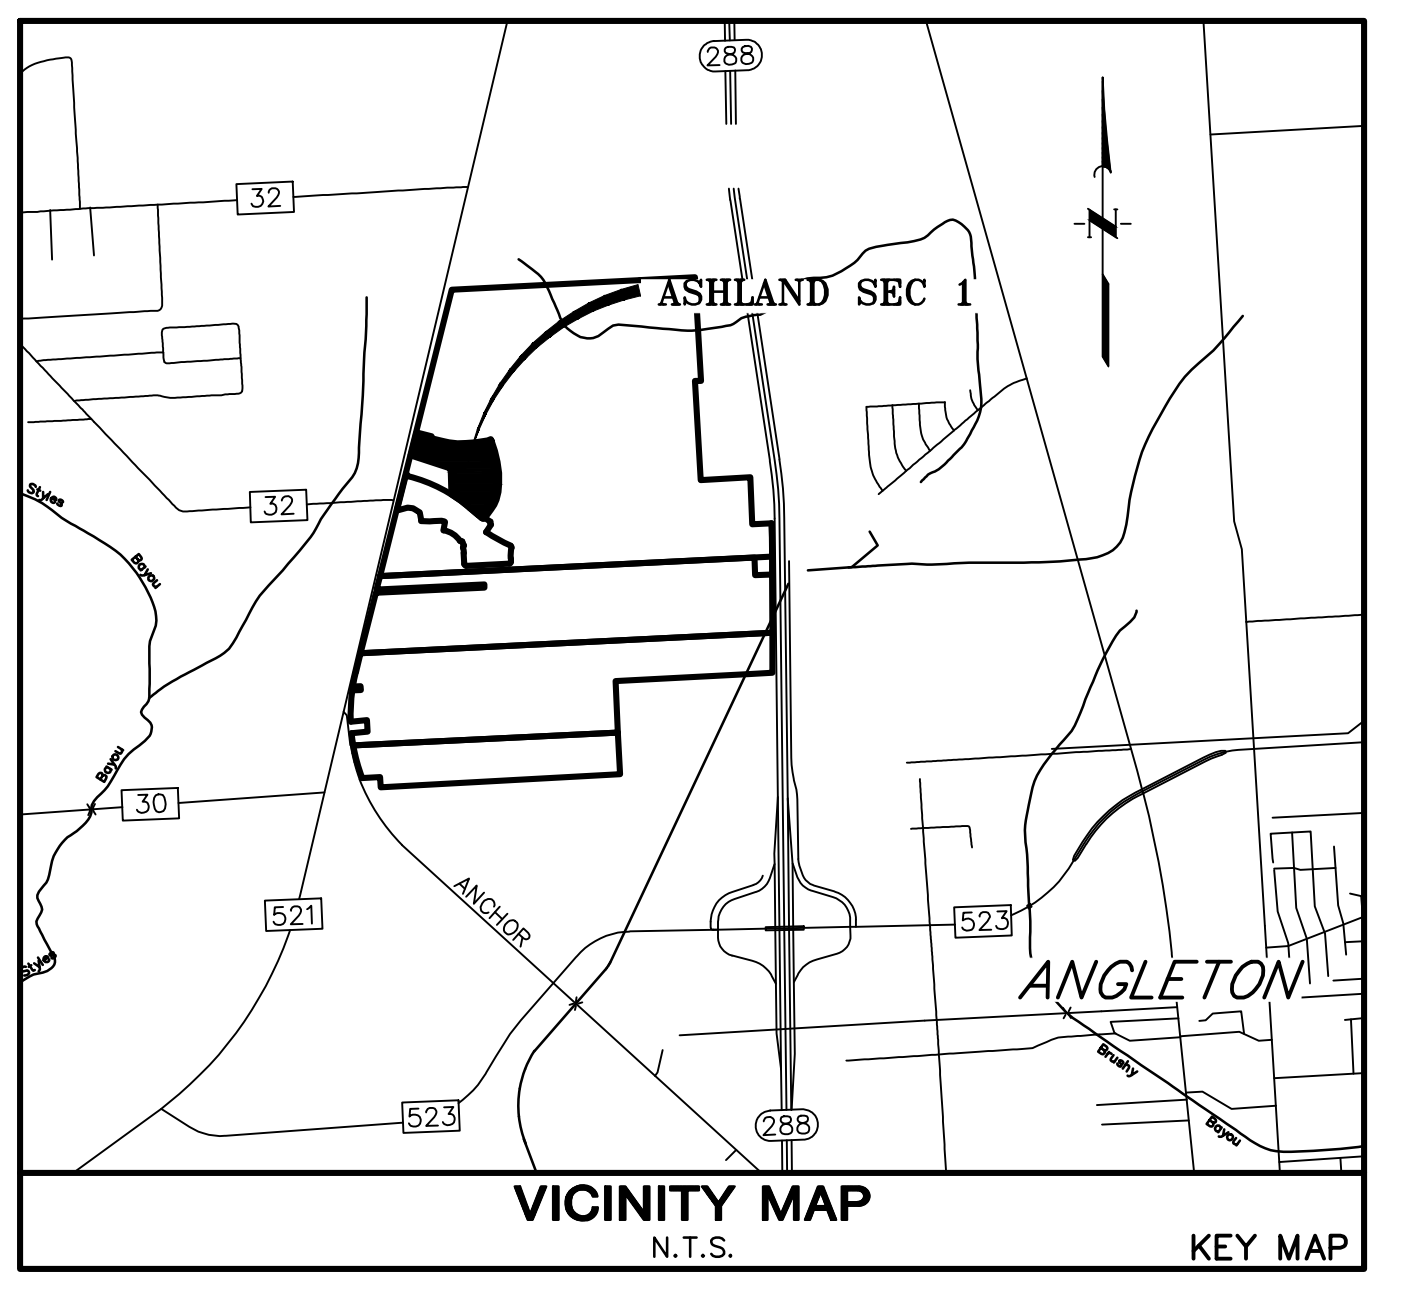 288
32
N
ASHLAND SEC 1
Styles
32
Bayou
Bayou
30
ANCHOR
521
523
Styles
ANGLETON
Brushy
523
288
Bayou
VICINITY MAP
N.T.S.
KEY MAP